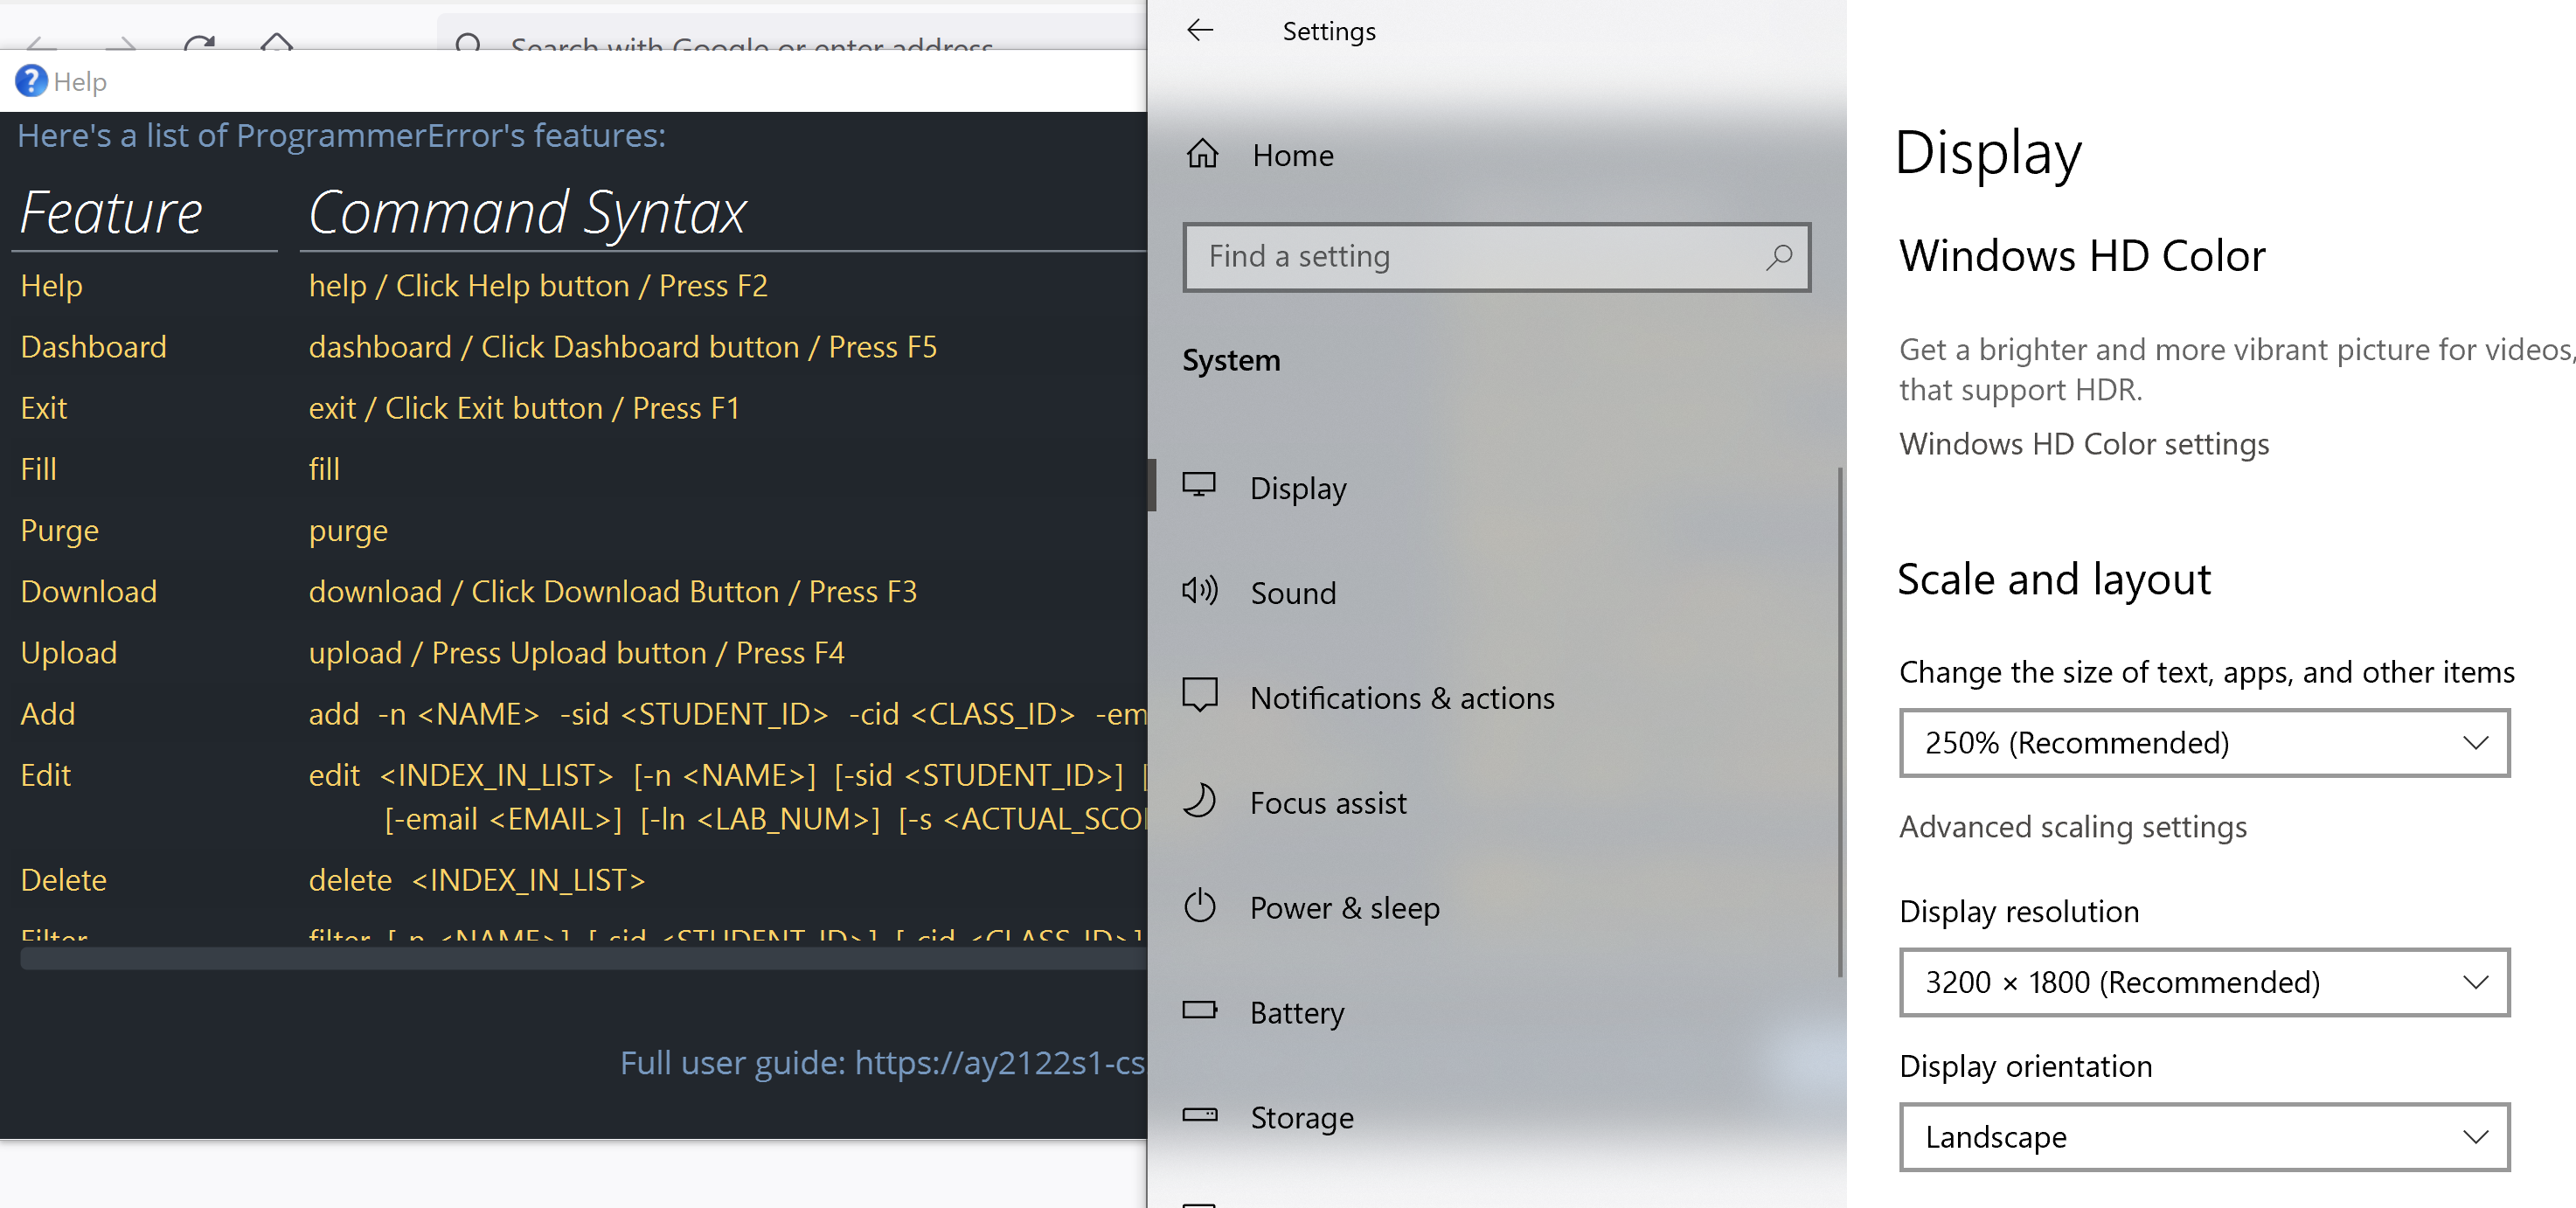 Search with Google or enter address
Help
Here's a list of ProgrammerError's features:
Feature Command Syntax
Help help / Click Help button / Press F2
Dashboard dashboard / Click Dashboard button / Press F5
Exit exit / Click Exit button / Press F1
Fill fill
Purge purge
Download download / Click Download Button / Press F3
Upload upload / Press Upload button / Press F4
Add add -n <NAME> -sid <STUDENT_ID> -cid <CLASS_ID> -em
Edit edit <INDEX_IN_LIST> [-n <NAME>] [-sid <STUDENT_ID>] [
[-email <EMAIL>] [-ln <LAB_NUM>] [-s <ACTUAL_SCO
Delete delete <INDEX_IN_LIST>
Filter filter [-n <NAME>] [-sid <STUDENT_ID>] [-cid <CLASS_ID>]
Full user guide: https://ay2122s1-cs
Settings
Home
Find a setting
System
Display
Sound
Notifications & actions
Focus assist
Power & sleep
Battery
Storage
Display
Windows HD Color
Get a brighter and more vibrant picture for videos,
that support HDR.
Windows HD Color settings
Scale and layout
Change the size of text, apps, and other items
250% (Recommended)
Advanced scaling settings
Display resolution
3200 × 1800 (Recommended)
Display orientation
Landscape